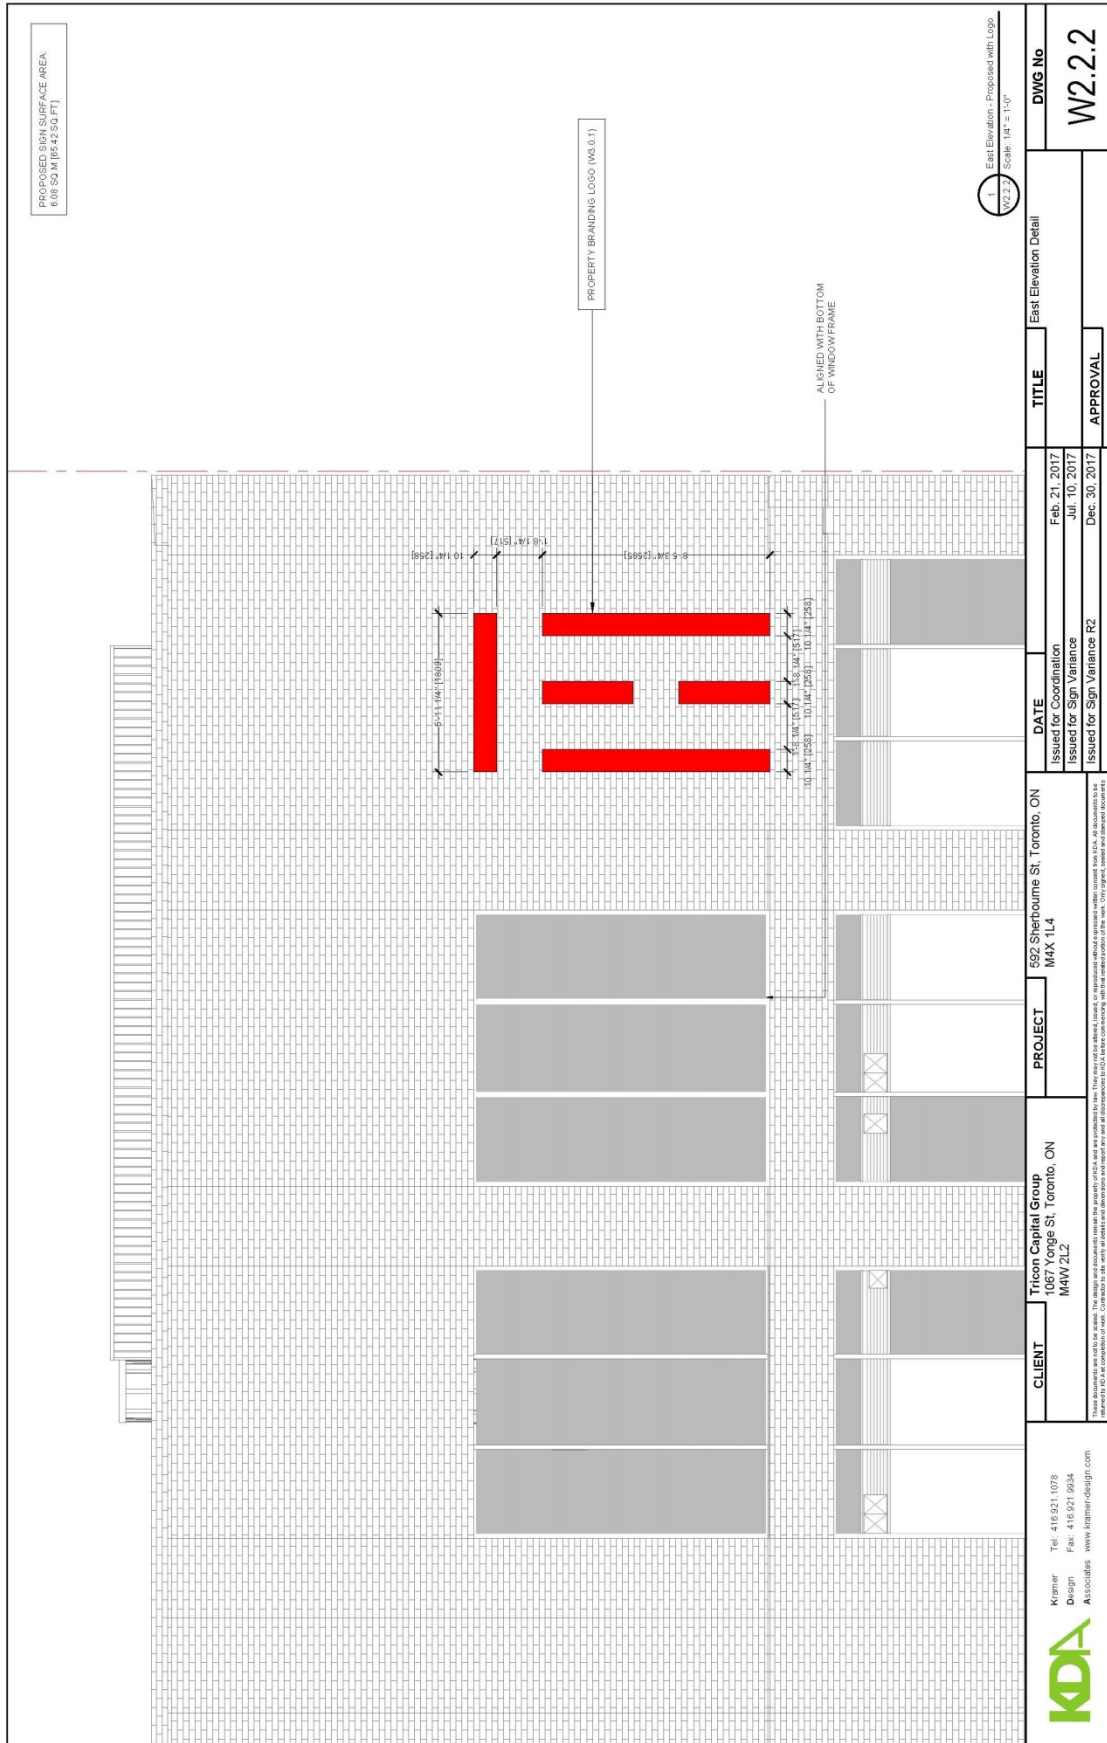 PROPOSED SIGN SURFACE AREA:
6.08 SQ.M [65.42 SQ.FT]
PROPERTY BRANDING LOGO (W3.0.1)
5'-11 1/4" [1809]
10 1/4" [258]
1'-8 1/4" [517]
8'-5 3/4" [2585]
10 1/4" [258]
1'-8 1/4" [517]
10 1/4" [258]
1'-8 1/4" [517]
10 1/4" [258]
ALIGNED WITH BOTTOM
OF WINDOW FRAME
1
W2.2.2
East Elevation - Proposed with Logo
Scale: 1/4" = 1'-0"
KDA
Kramer Tel: 416.921.1078
Design Fax: 416.921.9934
Associates www.kramer-design.com
CLIENT
Tricon Capital Group
1067 Yonge St, Toronto, ON
M4W 2L2
PROJECT
592 Sherbourne St, Toronto, ON
M4X 1L4
DATE
Issued for Coordination Feb. 21, 2017
Issued for Sign Variance Jul. 10, 2017
Issued for Sign Variance R2 Dec. 30, 2017
TITLE
East Elevation Detail
APPROVAL
DWG No
W2.2.2